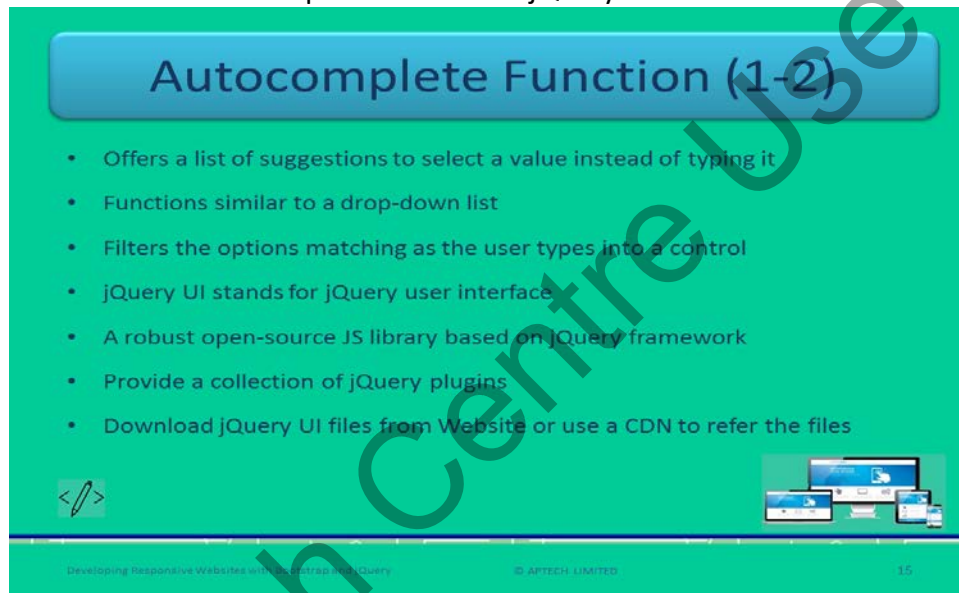 Autocomplete Function (1-2)
• Offers a list of suggestions to select a value instead of typing it
• Functions similar to a drop-down list
• Filters the options matching as the user types into a control
• jQuery UI stands for jQuery user interface
• A robust open-source JS library based on jQuery framework
• Provide a collection of jQuery plugins
• Download jQuery UI files from Website or use a CDN to refer the files
</>
Developing Responsive Websites with Bootstrap and jQuery
© APTECH LIMITED
15
Centre Use